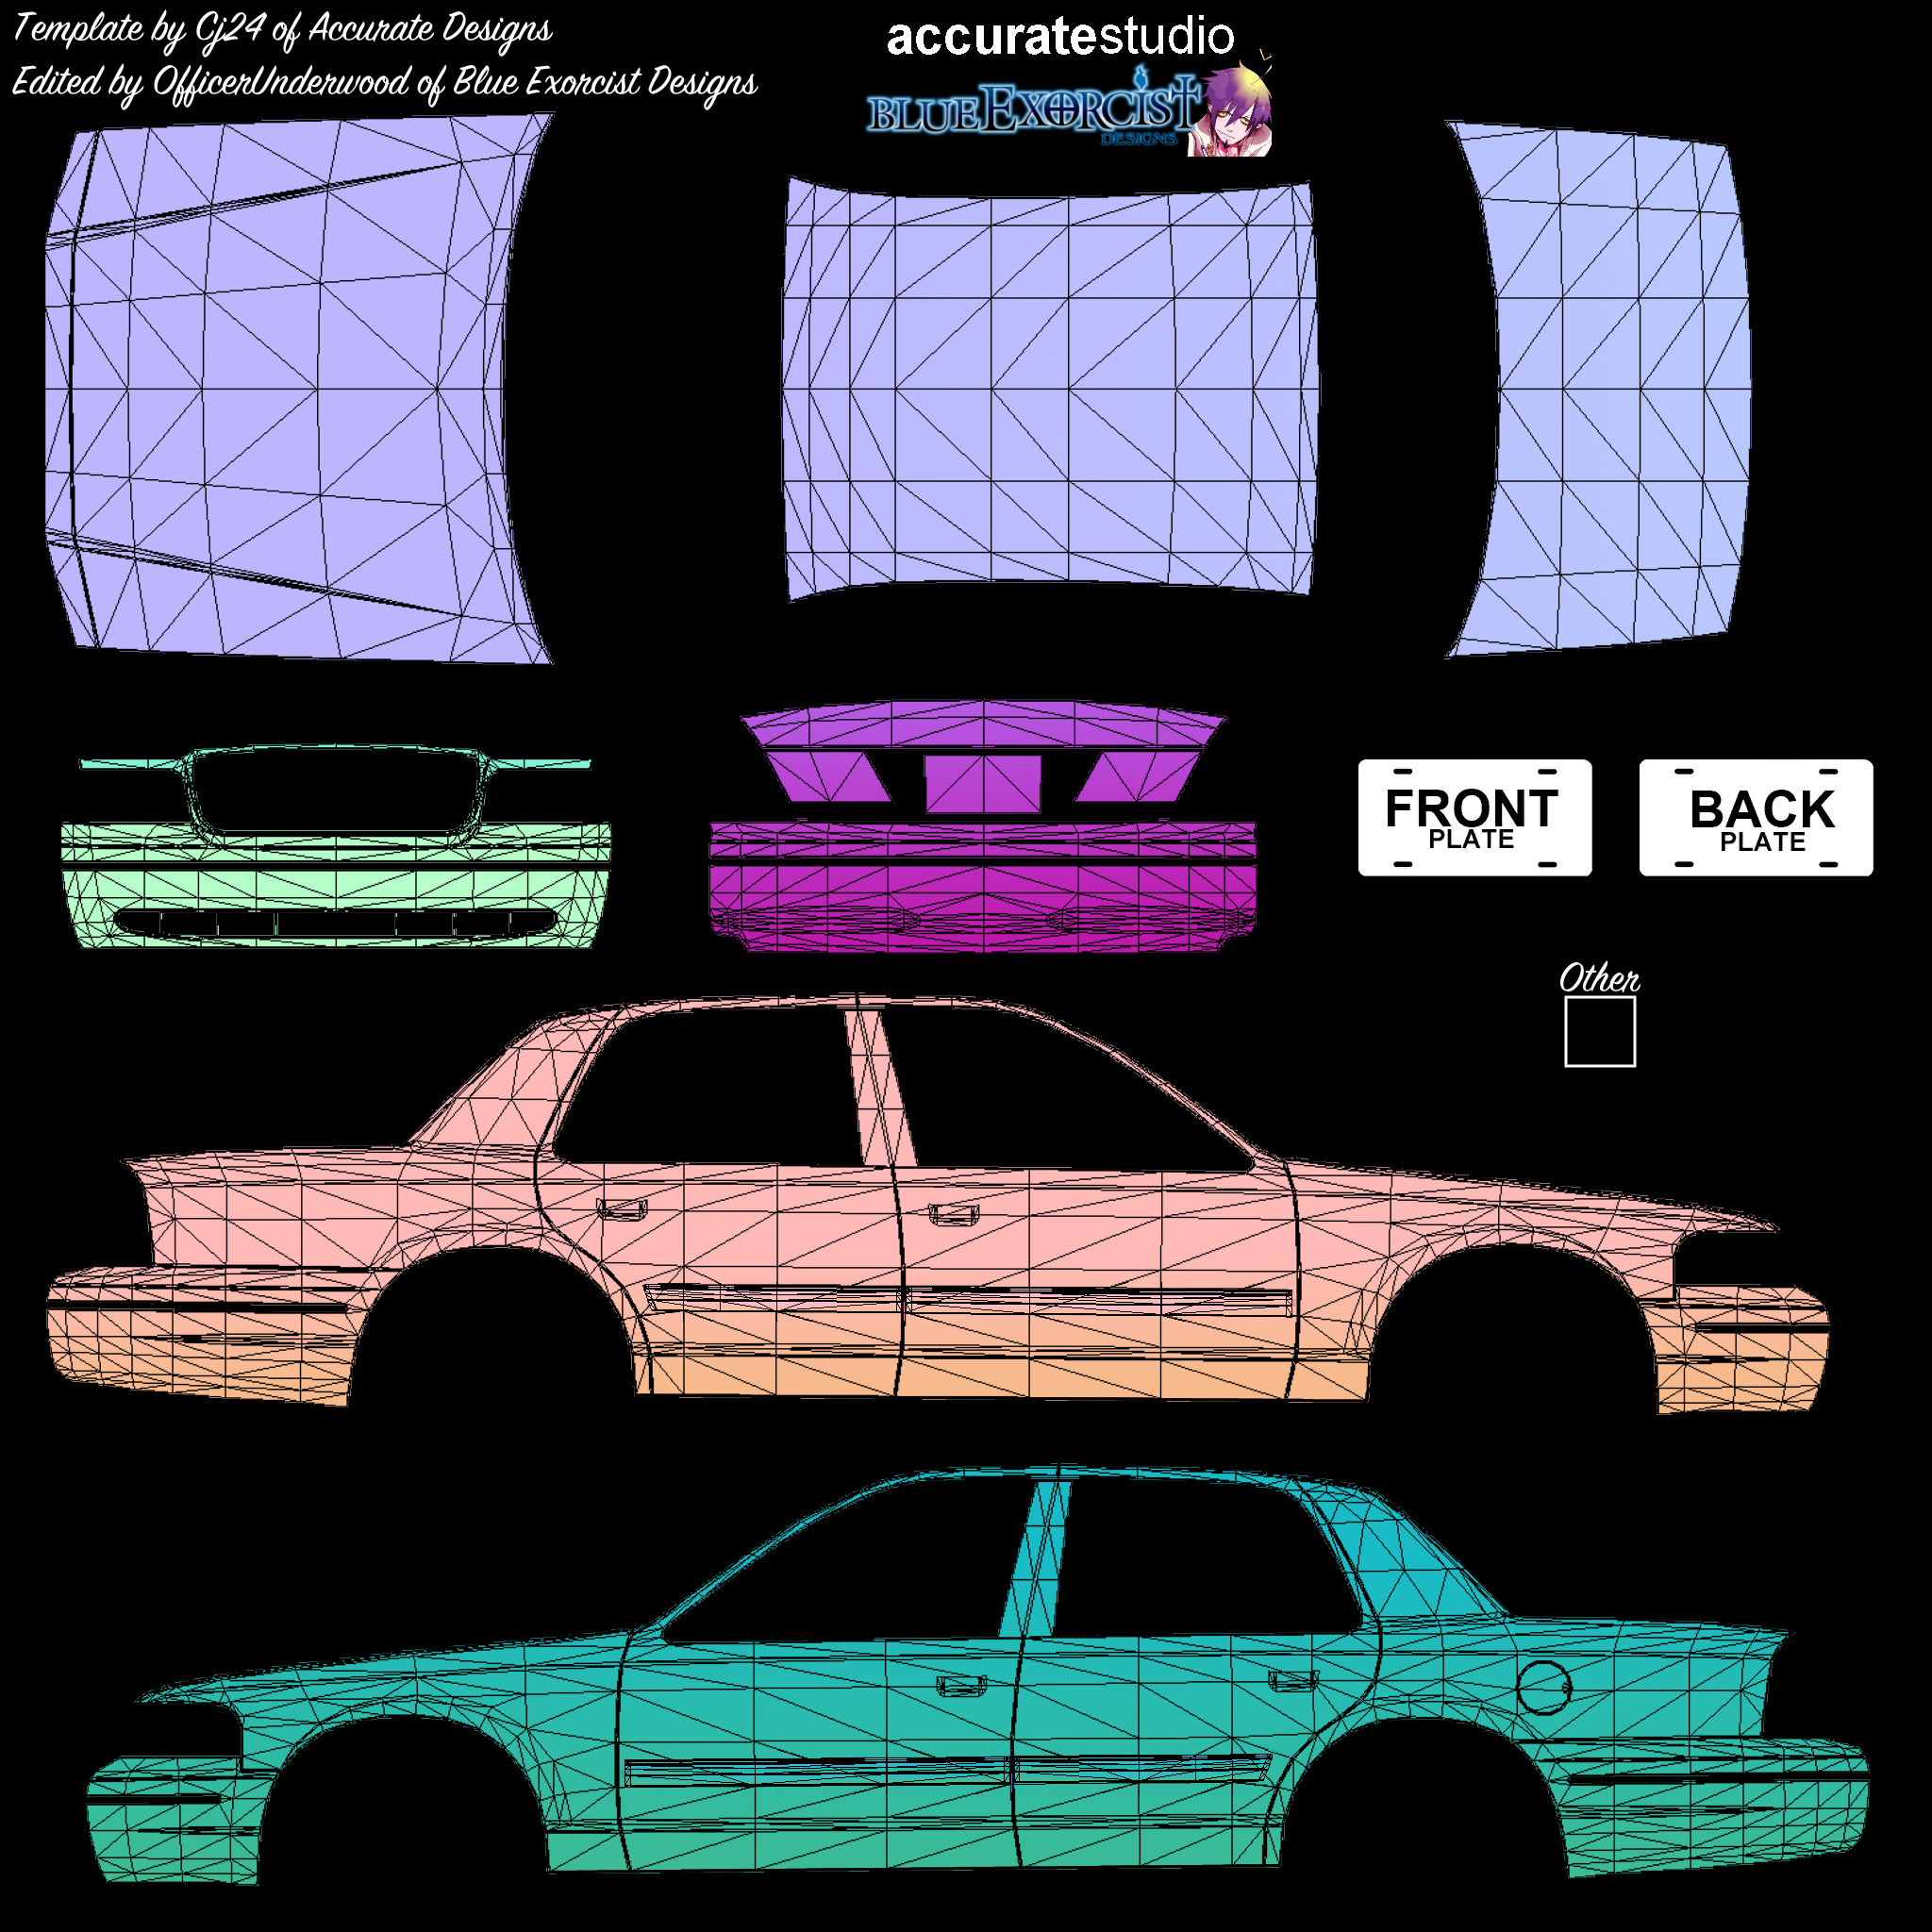 Template by Cj24 of Accurate Designs
Edited by OfficerUnderwood of Blue Exorcist Designs
accuratestudio
BLUE EXORCIST
DESIGNS
FRONT
PLATE
BACK
PLATE
Other